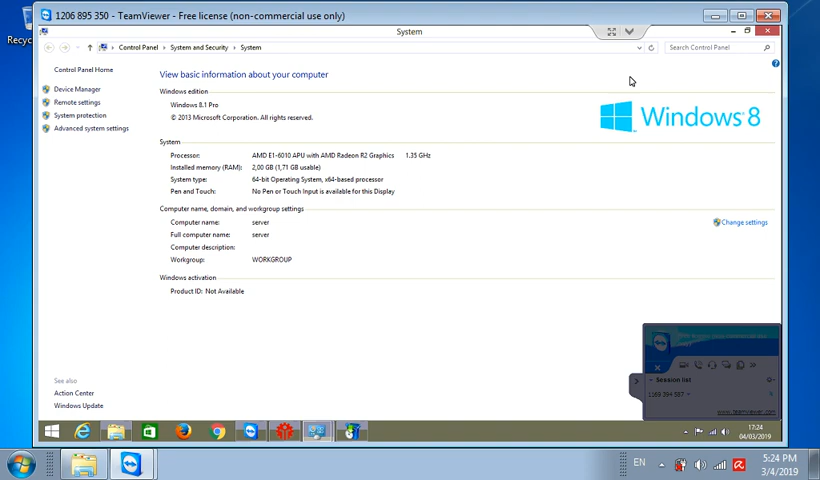 Recyc
1206 895 350 - TeamViewer - Free license (non-commercial use only)
System
Control Panel
System and Security
System
Search Control Panel
Control Panel Home
Device Manager
Remote settings
System protection
Advanced system settings
View basic information about your computer
Windows edition
Windows 8.1 Pro
© 2013 Microsoft Corporation. All rights reserved.
Windows 8
System
Processor: AMD E1-6010 APU with AMD Radeon R2 Graphics 1.35 GHz
Installed memory (RAM): 2,00 GB (1,71 GB usable)
System type: 64-bit Operating System, x64-based processor
Pen and Touch: No Pen or Touch Input is available for this Display
Computer name, domain, and workgroup settings
Computer name: server
Change settings
Full computer name: server
Computer description:
Workgroup: WORKGROUP
Windows activation
Product ID: Not Available
See also
Action Center
Windows Update
Session list
www.teamviewer.com
17:24
04/03/2019
EN
5:24 PM
3/4/2019